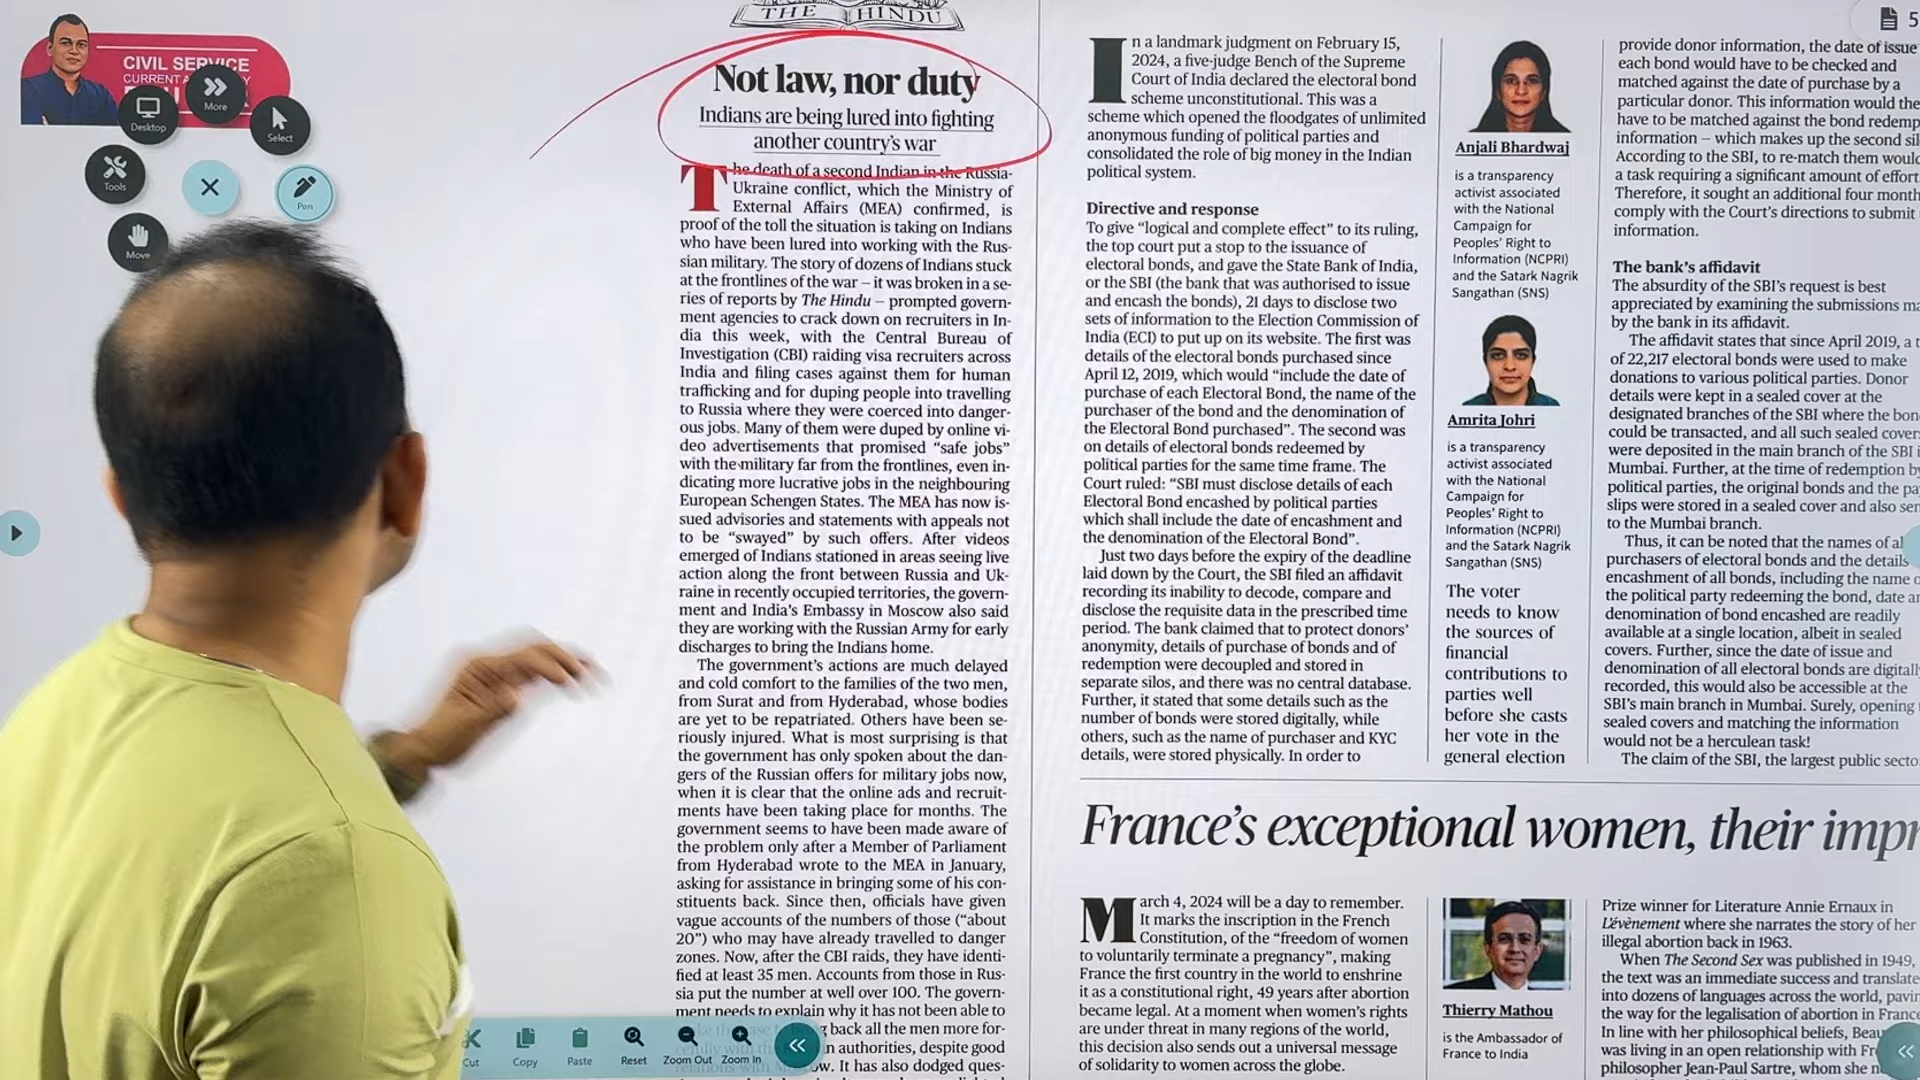 CIVIL SERVICE
CURRENT
More
Desktop
Select
Tools
Pen
Move
THE HINDU
Not law, nor duty
Indians are being lured into fighting
another country's war
The death of a second Indian in the Russia-
Ukraine conflict, which the Ministry of
External Affairs (MEA) confirmed, is
proof of the toll the situation is taking on Indians
who have been lured into working with the Rus-
sian military. The story of dozens of Indians stuck
at the frontlines of the war – it was broken in a se-
ries of reports by The Hindu – prompted govern-
ment agencies to crack down on recruiters in In-
dia this week, with the Central Bureau of
Investigation (CBI) raiding visa recruiters across
India and filing cases against them for human
trafficking and for duping people into travelling
to Russia where they were coerced into danger-
ous jobs. Many of them were duped by online vi-
deo advertisements that promised “safe jobs”
with the military far from the frontlines, even in-
dicating more lucrative jobs in the neighbouring
European Schengen States. The MEA has now is-
sued advisories and statements with appeals not
to be “swayed” by such offers. After videos
emerged of Indians stationed in areas seeing live
action along the front between Russia and Uk-
raine in recently occupied territories, the govern-
ment and India's Embassy in Moscow also said
they are working with the Russian Army for early
discharges to bring the Indians home.
The government's actions are much delayed
and cold comfort to the families of the two men,
from Surat and from Hyderabad, whose bodies
are yet to be repatriated. Others have been se-
riously injured. What is most surprising is that
the government has only spoken about the dan-
gers of the Russian offers for military jobs now,
when it is clear that the online ads and recruit-
ments have been taking place for months. The
government seems to have been made aware of
the problem only after a Member of Parliament
from Hyderabad wrote to the MEA in January,
asking for assistance in bringing some of his con-
stituents back. Since then, officials have given
vague accounts of the numbers of those (“about
20”) who may have already travelled to danger
zones. Now, after the CBI raids, they have identi-
fied at least 35 men. Accounts from those in Rus-
sia put the number at well over 100. The govern-
ment needs to explain why it has not been able to
back all the men more for-
in authorities, despite good
It has also dodged ques-
In a landmark judgment on February 15,
2024, a five-judge Bench of the Supreme
Court of India declared the electoral bond
scheme unconstitutional. This was a
scheme which opened the floodgates of unlimited
anonymous funding of political parties and
consolidated the role of big money in the Indian
political system.
Directive and response
To give “logical and complete effect” to its ruling,
the top court put a stop to the issuance of
electoral bonds, and gave the State Bank of India,
or the SBI (the bank that was authorised to issue
and encash the bonds), 21 days to disclose two
sets of information to the Election Commission of
India (ECI) to put up on its website. The first was
details of the electoral bonds purchased since
April 12, 2019, which would “include the date of
purchase of each Electoral Bond, the name of the
purchaser of the bond and the denomination of
the Electoral Bond purchased”. The second was
on details of electoral bonds redeemed by
political parties for the same time frame. The
Court ruled: “SBI must disclose details of each
Electoral Bond encashed by political parties
which shall include the date of encashment and
the denomination of the Electoral Bond”.
Just two days before the expiry of the deadline
laid down by the Court, the SBI filed an affidavit
recording its inability to decode, compare and
disclose the requisite data in the prescribed time
period. The bank claimed that to protect donors'
anonymity, details of purchase of bonds and of
redemption were decoupled and stored in
separate silos, and there was no central database.
Further, it stated that some details such as the
number of bonds were stored digitally, while
others, such as the name of purchaser and KYC
details, were stored physically. In order to
Anjali Bhardwaj
is a transparency
activist associated
with the National
Campaign for
Peoples' Right to
Information (NCPRI)
and the Satark Nagrik
Sangathan (SNS)
Amrita Johri
is a transparency
activist associated
with the National
Campaign for
Peoples' Right to
Information (NCPRI)
and the Satark Nagrik
Sangathan (SNS)
The voter
needs to know
the sources of
financial
contributions to
parties well
before she casts
her vote in the
general election
5
provide donor information, the date of issue
each bond would have to be checked and
matched against the date of purchase by a
particular donor. This information would the
have to be matched against the bond redemp
information – which makes up the second sil
According to the SBI, to re-match them would
a task requiring a significant amount of effort
Therefore, it sought an additional four month
comply with the Court's directions to submit
information.
The bank's affidavit
The absurdity of the SBI's request is best
appreciated by examining the submissions ma
by the bank in its affidavit.
The affidavit states that since April 2019, a t
of 22,217 electoral bonds were used to make
donations to various political parties. Donor
details were kept in a sealed cover at the
designated branches of the SBI where the bon
could be transacted, and all such sealed covers
were deposited in the main branch of the SBI i
Mumbai. Further, at the time of redemption by
political parties, the original bonds and the pa
slips were stored in a sealed cover and also sen
to the Mumbai branch.
Thus, it can be noted that the names of al
purchasers of electoral bonds and the details
encashment of all bonds, including the name o
the political party redeeming the bond, date an
denomination of bond encashed are readily
available at a single location, albeit in sealed
covers. Further, since the date of issue and
denomination of all electoral bonds are digitally
recorded, this would also be accessible at the
SBI's main branch in Mumbai. Surely, opening
sealed covers and matching the information
would not be a herculean task!
The claim of the SBI, the largest public secto
France's exceptional women, their impr
March 4, 2024 will be a day to remember.
It marks the inscription in the French
Constitution, of the “freedom of women
to voluntarily terminate a pregnancy”, making
France the first country in the world to enshrine
it as a constitutional right, 49 years after abortion
became legal. At a moment when women's rights
are under threat in many regions of the world,
this decision also sends out a universal message
of solidarity to women across the globe.
Thierry Mathou
is the Ambassador of
France to India
Prize winner for Literature Annie Ernaux in
L'évènement where she narrates the story of her
illegal abortion back in 1963.
When The Second Sex was published in 1949,
the text was an immediate success and translate
into dozens of languages across the world, pavin
the way for the legalisation of abortion in France
In line with her philosophical beliefs, Beau
was living in an open relationship with Fr
philosopher Jean-Paul Sartre, whom she n
Cut
Copy
Paste
Reset
Zoom Out
Zoom In